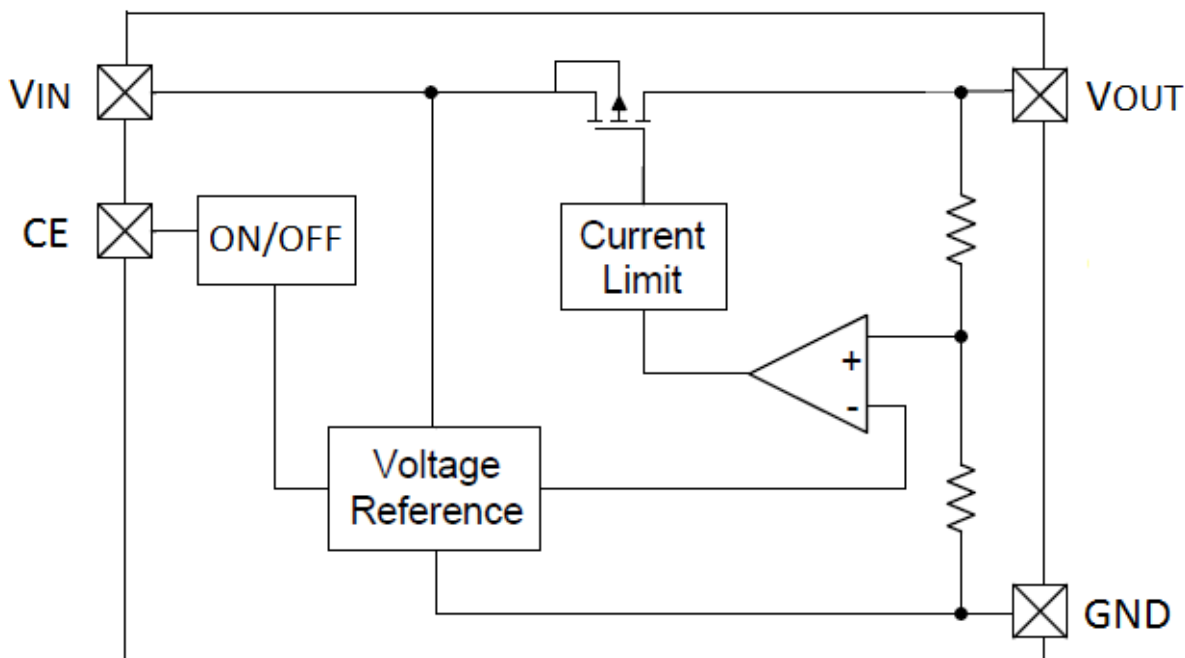 VIN
VOUT
CE
ON/OFF
Current
Limit
+
-
Voltage
Reference
GND